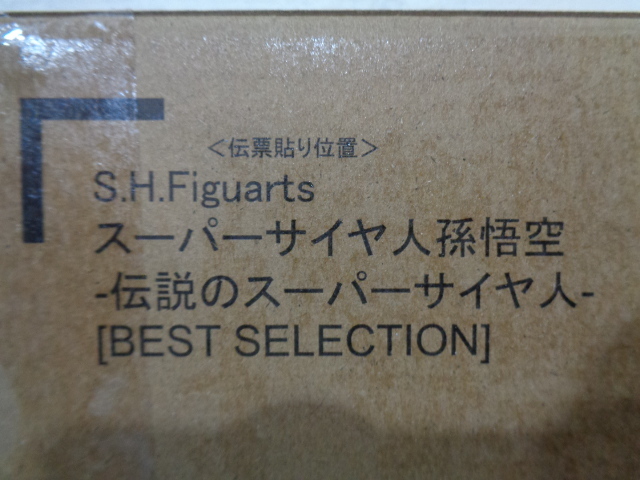 ＜伝票貼り位置＞
S.H.Figuarts
スーパーサイヤ人孫悟空
-伝説のスーパーサイヤ人-
[BEST SELECTION]